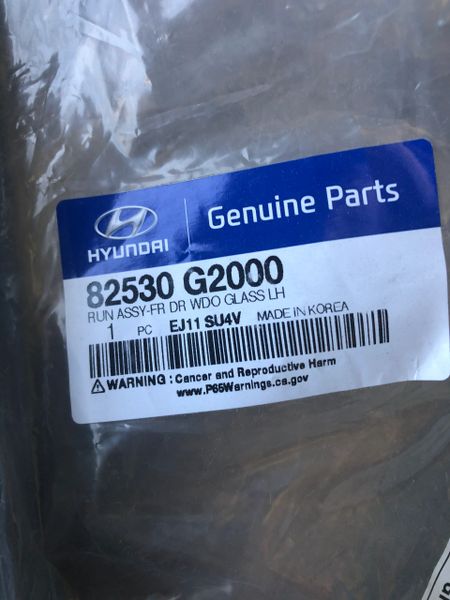 HYUNDAI
Genuine Parts
82530 G2000
RUN ASSY-FR DR WDO GLASS LH
1 PC EJ11 SU4V MADE IN KOREA
⚠ WARNING : Cancer and Reproductive Harm
www.P65Warnings.ca.gov